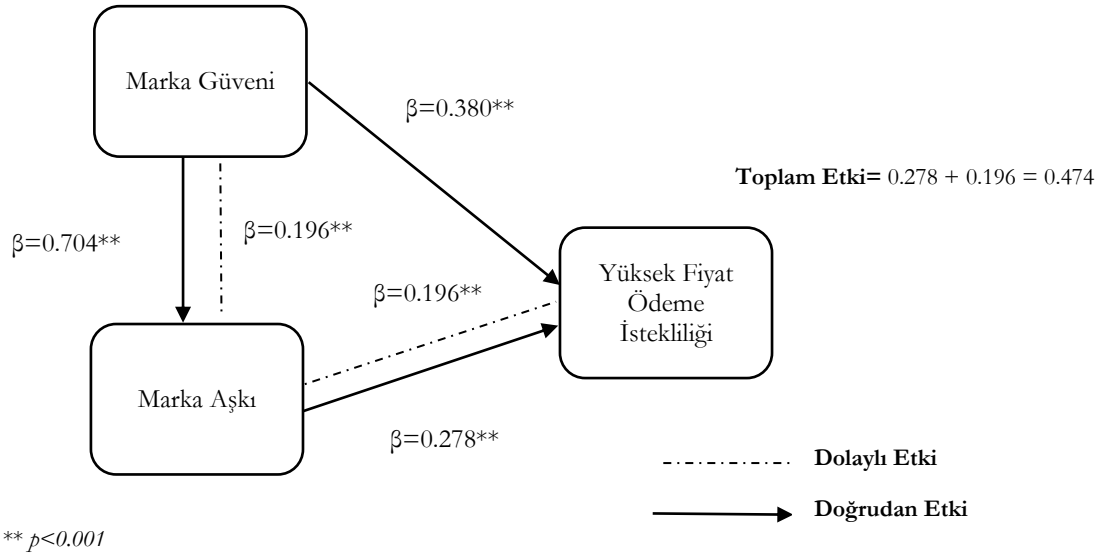 Marka Güveni
β=0.380**
Toplam Etki= 0.278 + 0.196 = 0.474
β=0.704**
β=0.196**
Yüksek Fiyat
Ödeme
İstekliliği
β=0.196**
Marka Aşkı
β=0.278**
Dolaylı Etki
Doğrudan Etki
** p<0.001